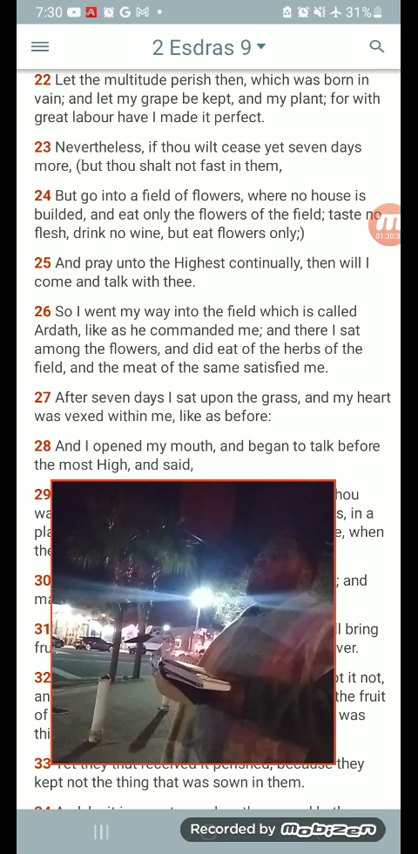 7:30
31%
2 Esdras 9
22 Let the multitude perish then, which was born in
vain; and let my grape be kept, and my plant; for with
great labour have I made it perfect.
23 Nevertheless, if thou wilt cease yet seven days
more, (but thou shalt not fast in them,
24 But go into a field of flowers, where no house is
builded, and eat only the flowers of the field; taste no
flesh, drink no wine, but eat flowers only;)
01:30:3
25 And pray unto the Highest continually, then will I
come and talk with thee.
26 So I went my way into the field which is called
Ardath, like as he commanded me; and there I sat
among the flowers, and did eat of the herbs of the
field, and the meat of the same satisfied me.
27 After seven days I sat upon the grass, and my heart
was vexed within me, like as before:
28 And I opened my mouth, and began to talk before
the most High, and said,
29 hou
wa s, in a
pla e, when
the
30 ; and
ma
31 ll bring
fru ver.
32 pt it not,
an the fruit
of was
thi
33 Yet they that received it perished, because they
kept not the thing that was sown in them.
Recorded by mobizen